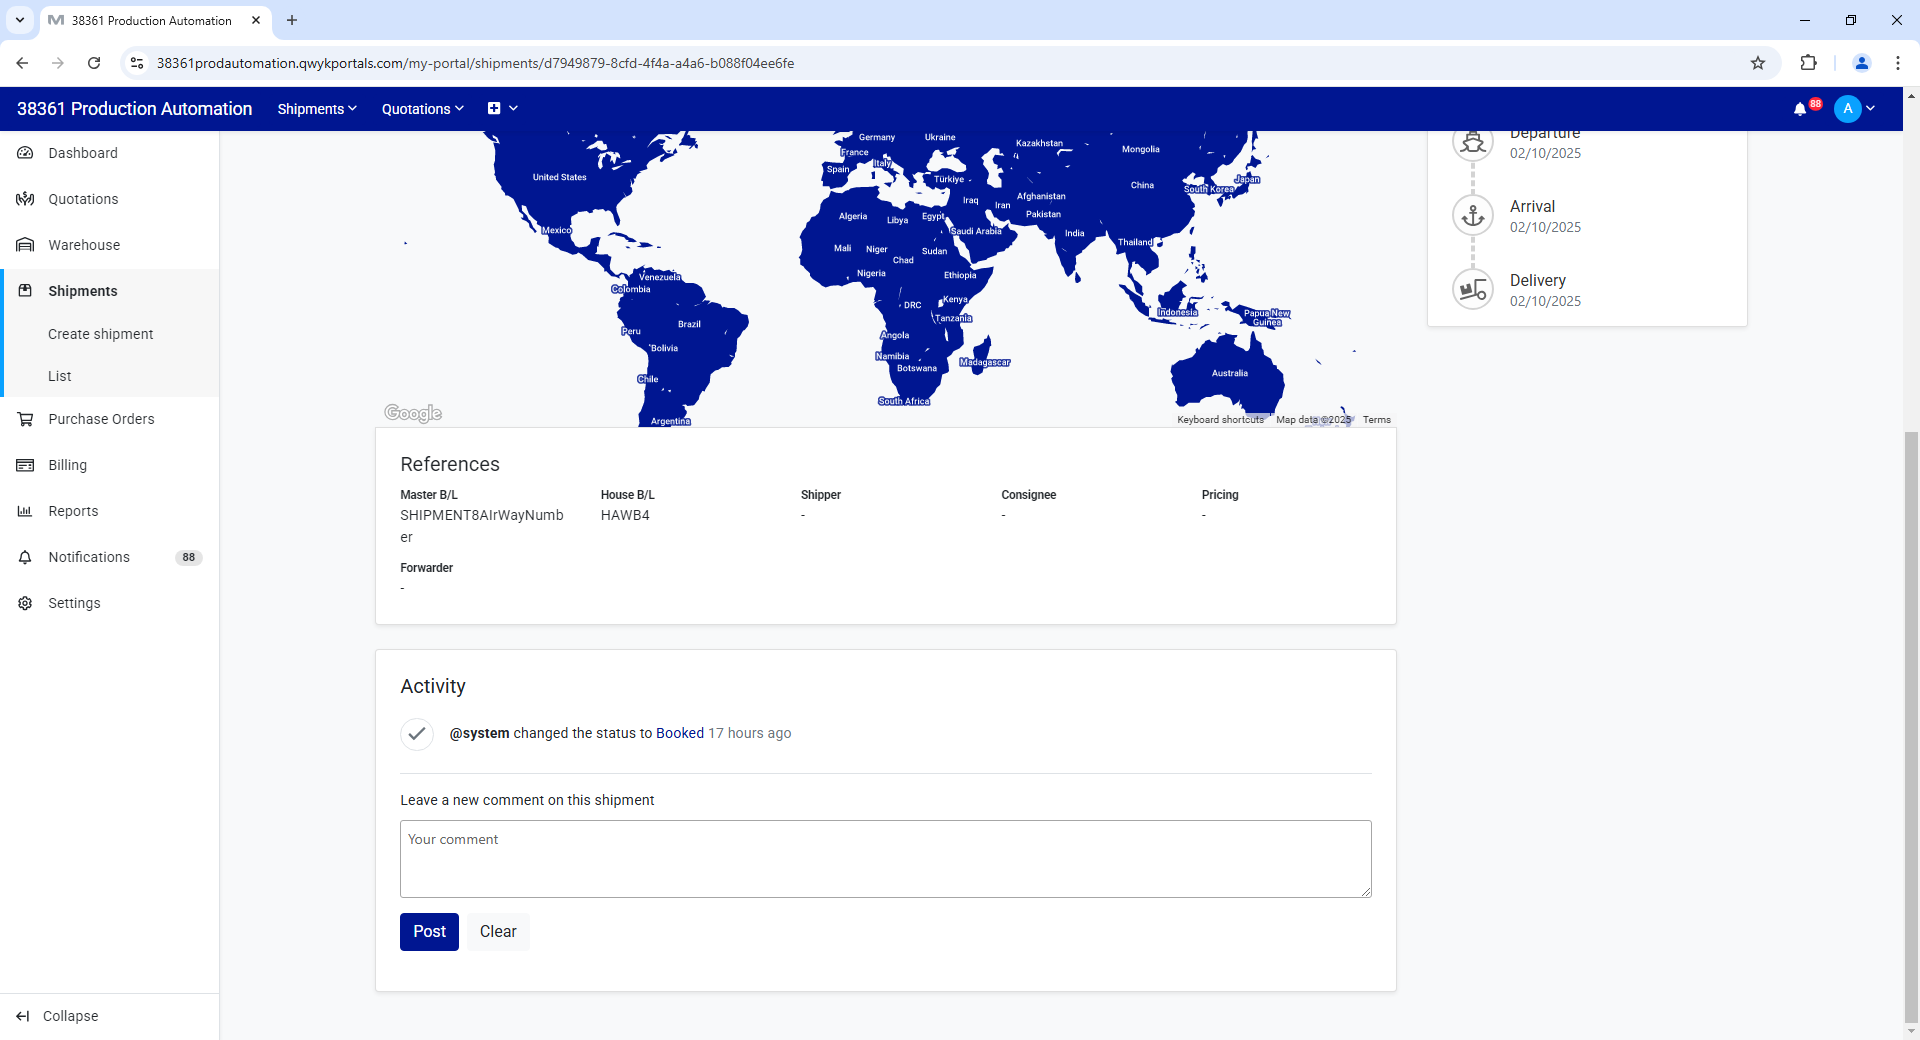 38361 Production Automation
38361prodautomation.qwykportals.com/my-portal/shipments/d7949879-8cfd-4f4a-a4a6-b088f04ee6fe
38361 Production Automation
Shipments
Quotations
88
A
Dashboard
Quotations
Warehouse
Shipments
Create shipment
List
Purchase Orders
Billing
Reports
Notifications
88
Settings
Collapse
Germany
Ukraine
France
Kazakhstan
Mongolia
Italy
Spain
United States
Türkiye
China
Japan
South Korea
Afghanistan
Iraq
Iran
Algeria
Libya
Egypt
Pakistan
Mexico
Saudi Arabia
India
Thailand
Mali
Niger
Sudan
Chad
Venezuela
Nigeria
Ethiopia
Colombia
Kenya
DRC
Indonesia
Papua New
Guinea
Tanzania
Brazil
Peru
Angola
Bolivia
Namibia
Madagascar
Botswana
Australia
Chile
South Africa
Argentina
Google
Keyboard shortcuts
Map data ©2025
Terms
Departure
02/10/2025
Arrival
02/10/2025
Delivery
02/10/2025
References
Master B/L
SHIPMENT8AIrWayNumb
er
House B/L
HAWB4
Shipper
-
Consignee
-
Pricing
-
Forwarder
-
Activity
@system changed the status to Booked 17 hours ago
Leave a new comment on this shipment
Your comment
Post
Clear